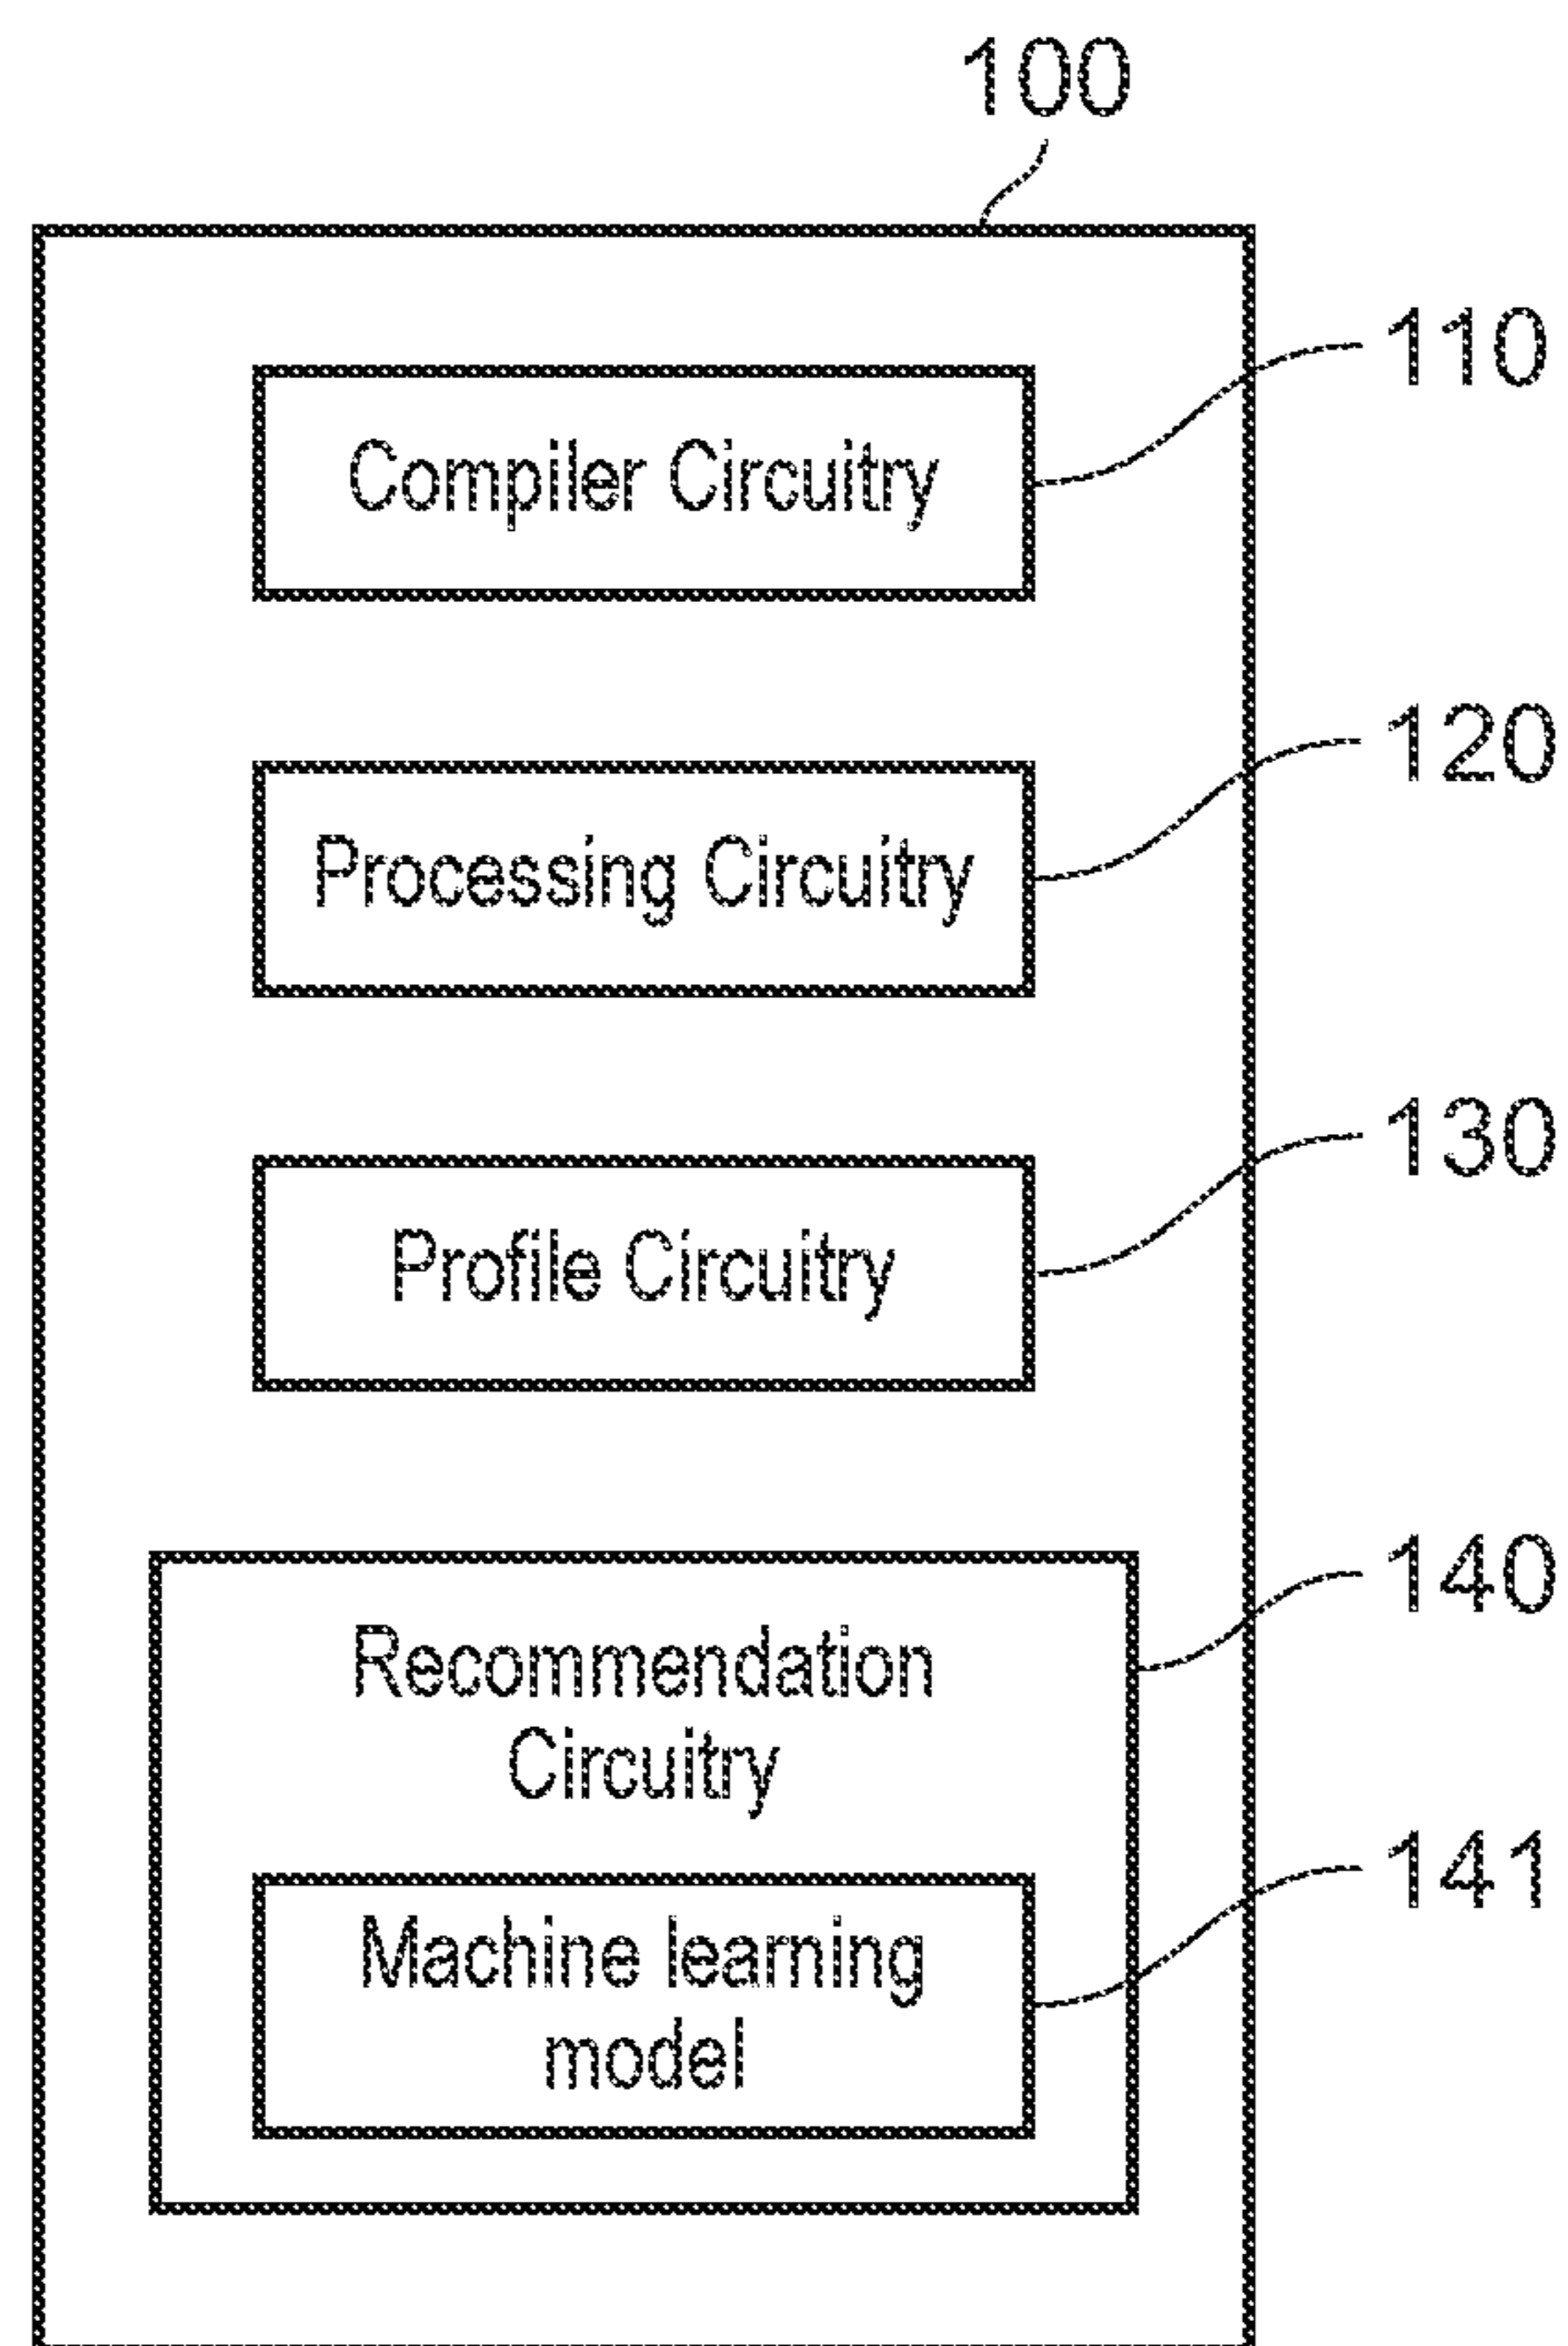 100
Compiler Circuitry
110
Processing Circuitry
120
Profile Circuitry
130
Recommendation
Circuitry
140
Machine learning
model
141